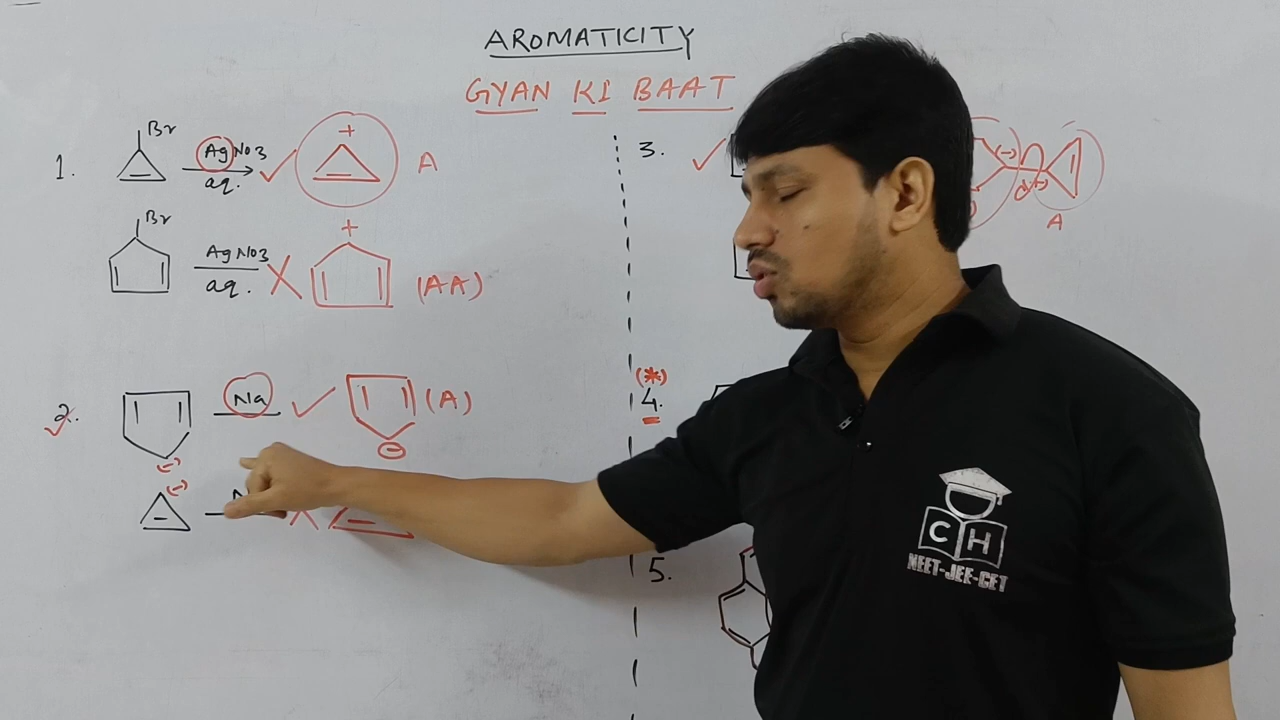 AROMATICITY
GYAN KI BAAT
1.
Br
AgNO3
aq.
+
A
Br
AgNO3
aq.
+
(AA)
2.
Na
(A)
(-)
⊖
(-)
3.
(-)
A
(*)
4.
5.
CH
NEET-JEE-CET